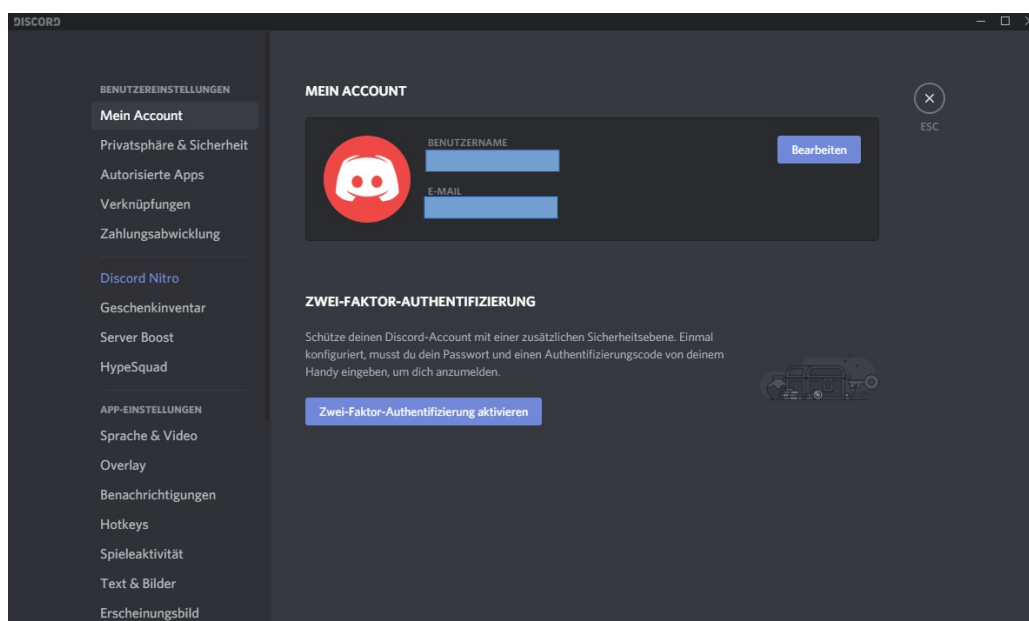 DISCORD
BENUTZEREINSTELLUNGEN
Mein Account
Privatsphäre & Sicherheit
Autorisierte Apps
Verknüpfungen
Zahlungsabwicklung
Discord Nitro
Geschenkinventar
Server Boost
HypeSquad
APP-EINSTELLUNGEN
Sprache & Video
Overlay
Benachrichtigungen
Hotkeys
Spieleaktivität
Text & Bilder
Erscheinungsbild
MEIN ACCOUNT
BENUTZERNAME
E-MAIL
Bearbeiten
ESC
ZWEI-FAKTOR-AUTHENTIFIZIERUNG
Schütze deinen Discord-Account mit einer zusätzlichen Sicherheitsebene. Einmal
konfiguriert, musst du dein Passwort und einen Authentifizierungscode von deinem
Handy eingeben, um dich anzumelden.
Zwei-Faktor-Authentifizierung aktivieren